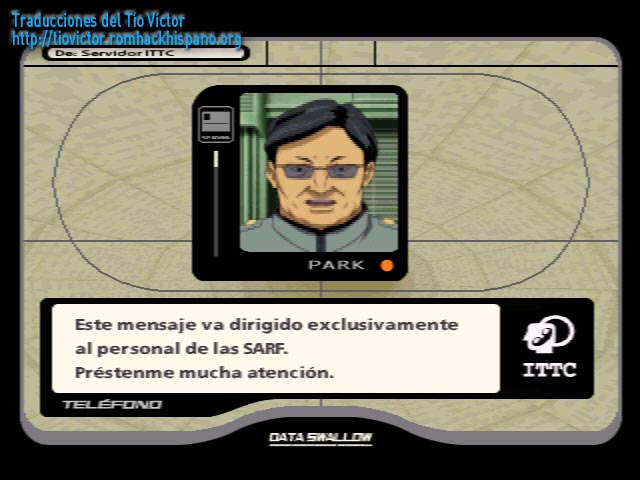 Traducciones del Tio Victor
http://tiovictor.romhackhispano.org
De: Servidor ITTC
PARK
Este mensaje va dirigido exclusivamente
al personal de las SARF.
Préstenme mucha atención.
ITTC
TELÉFONO
DATA SWALLOW